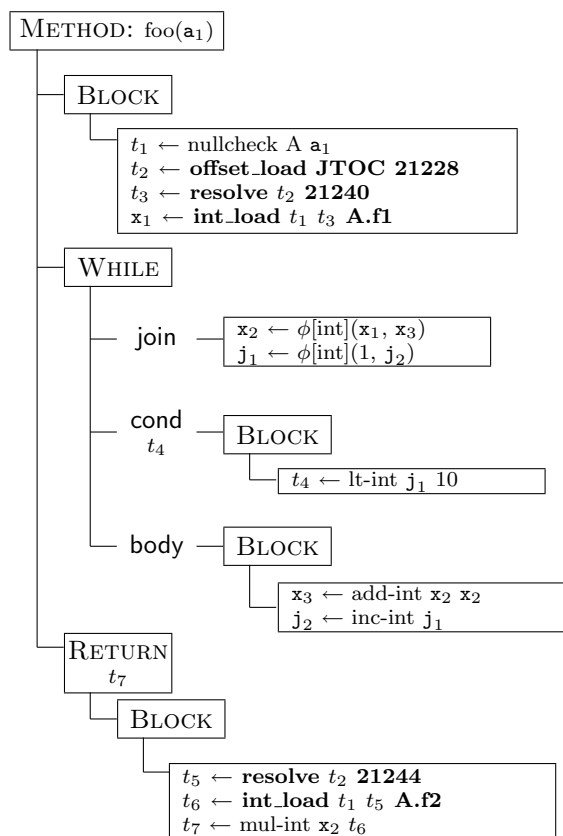 METHOD: foo(a₁)
BLOCK
t₁ ← nullcheck A a₁
t₂ ← offset_load JTOC 21228
t₃ ← resolve t₂ 21240
x₁ ← int_load t₁ t₃ A.f1
WHILE
join
x₂ ← ϕ[int](x₁, x₃)
j₁ ← ϕ[int](1, j₂)
cond
t₄
BLOCK
t₄ ← lt-int j₁ 10
body
BLOCK
x₃ ← add-int x₂ x₂
j₂ ← inc-int j₁
RETURN
t₇
BLOCK
t₅ ← resolve t₂ 21244
t₆ ← int_load t₁ t₅ A.f2
t₇ ← mul-int x₂ t₆